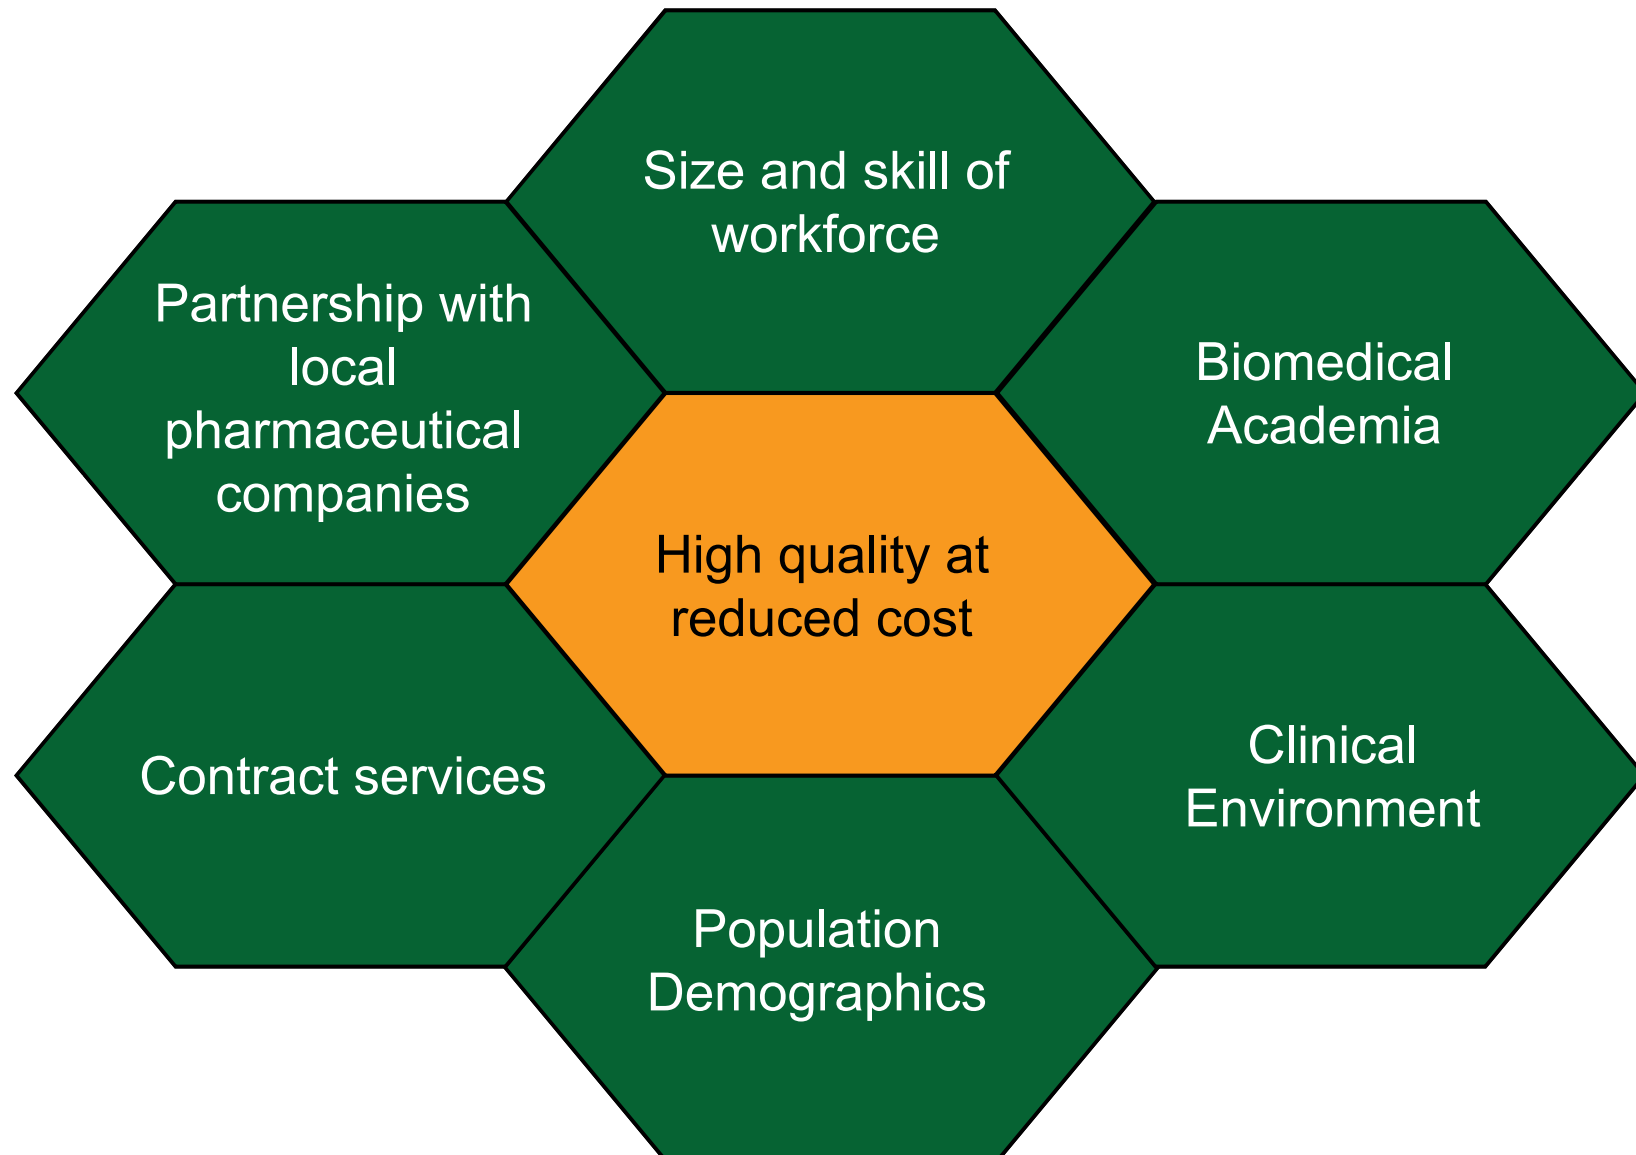 Size and skill of
workforce
Partnership with
local
pharmaceutical
companies
Biomedical
Academia
High quality at
reduced cost
Contract services
Clinical
Environment
Population
Demographics